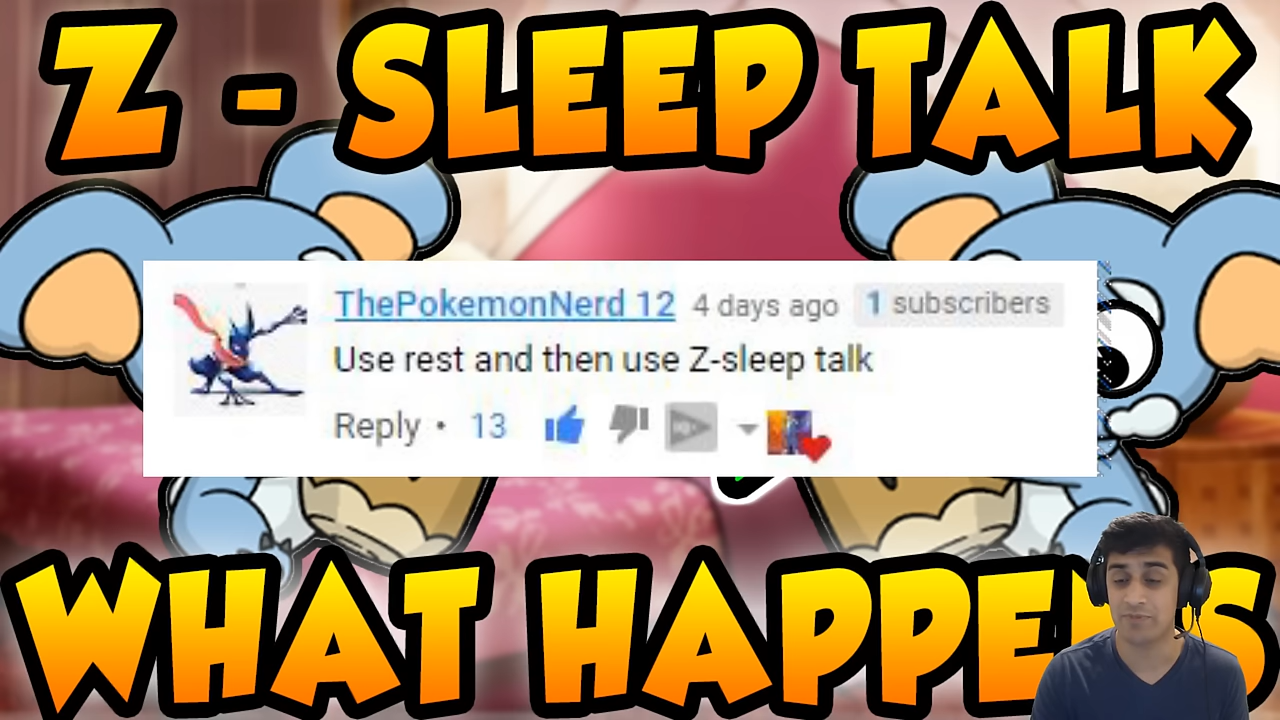 Z - SLEEP TALK
ThePokemonNerd 12 4 days ago 1 subscribers
Use rest and then use Z-sleep talk
Reply • 13
WHAT HAPPENS